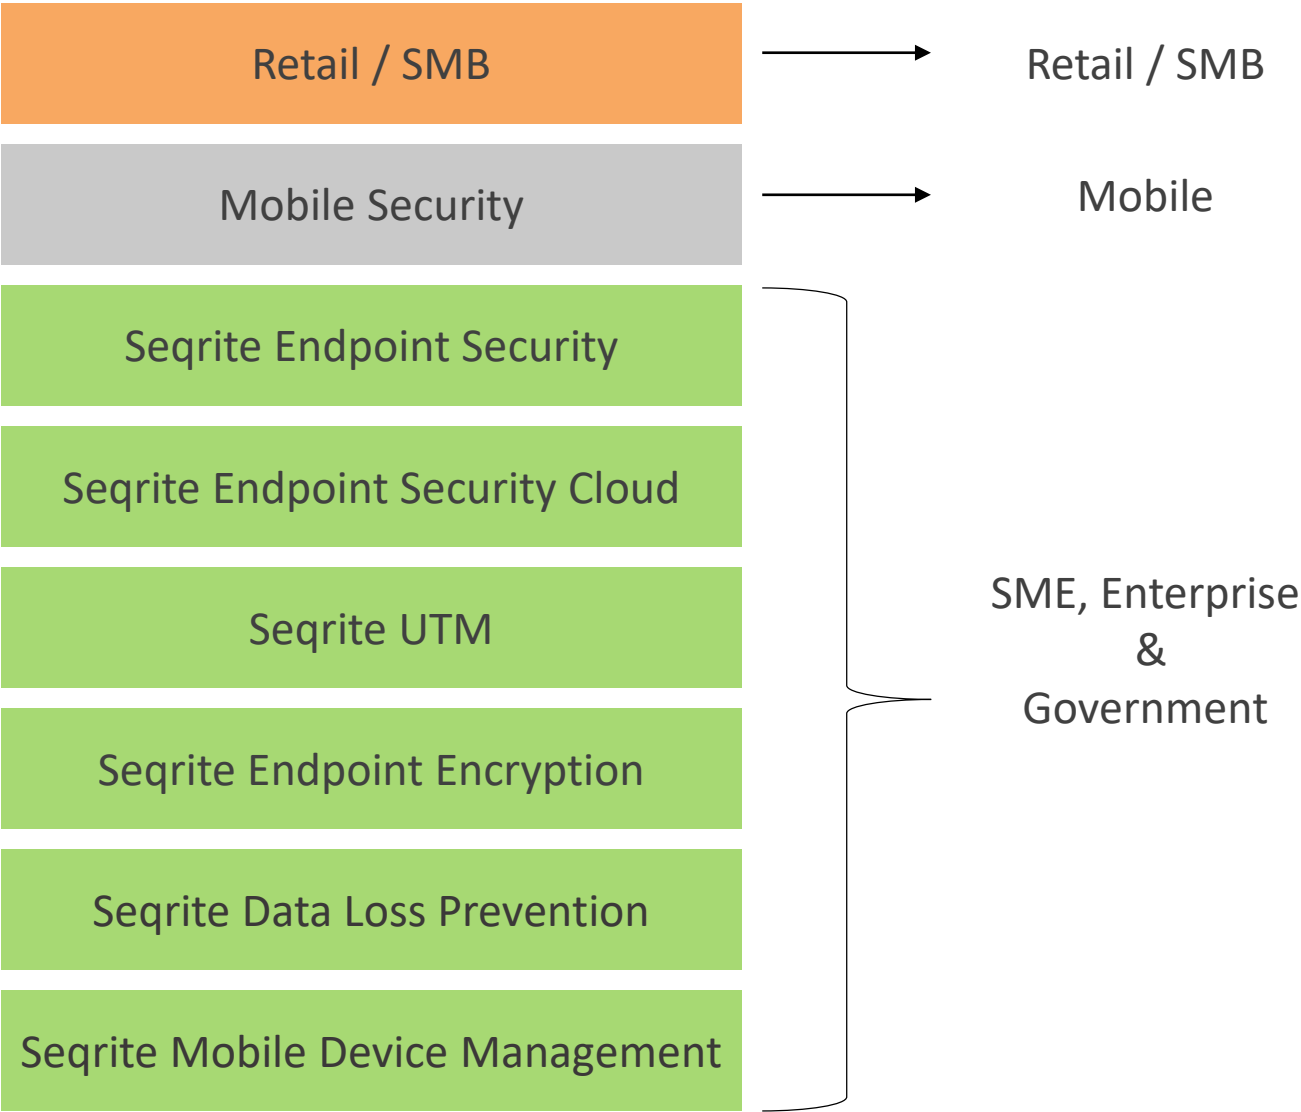 Retail / SMB
Retail / SMB
Mobile Security
Mobile
Seqrite Endpoint Security
Seqrite Endpoint Security Cloud
Seqrite UTM
Seqrite Endpoint Encryption
Seqrite Data Loss Prevention
Seqrite Mobile Device Management
SME, Enterprise
&
Government